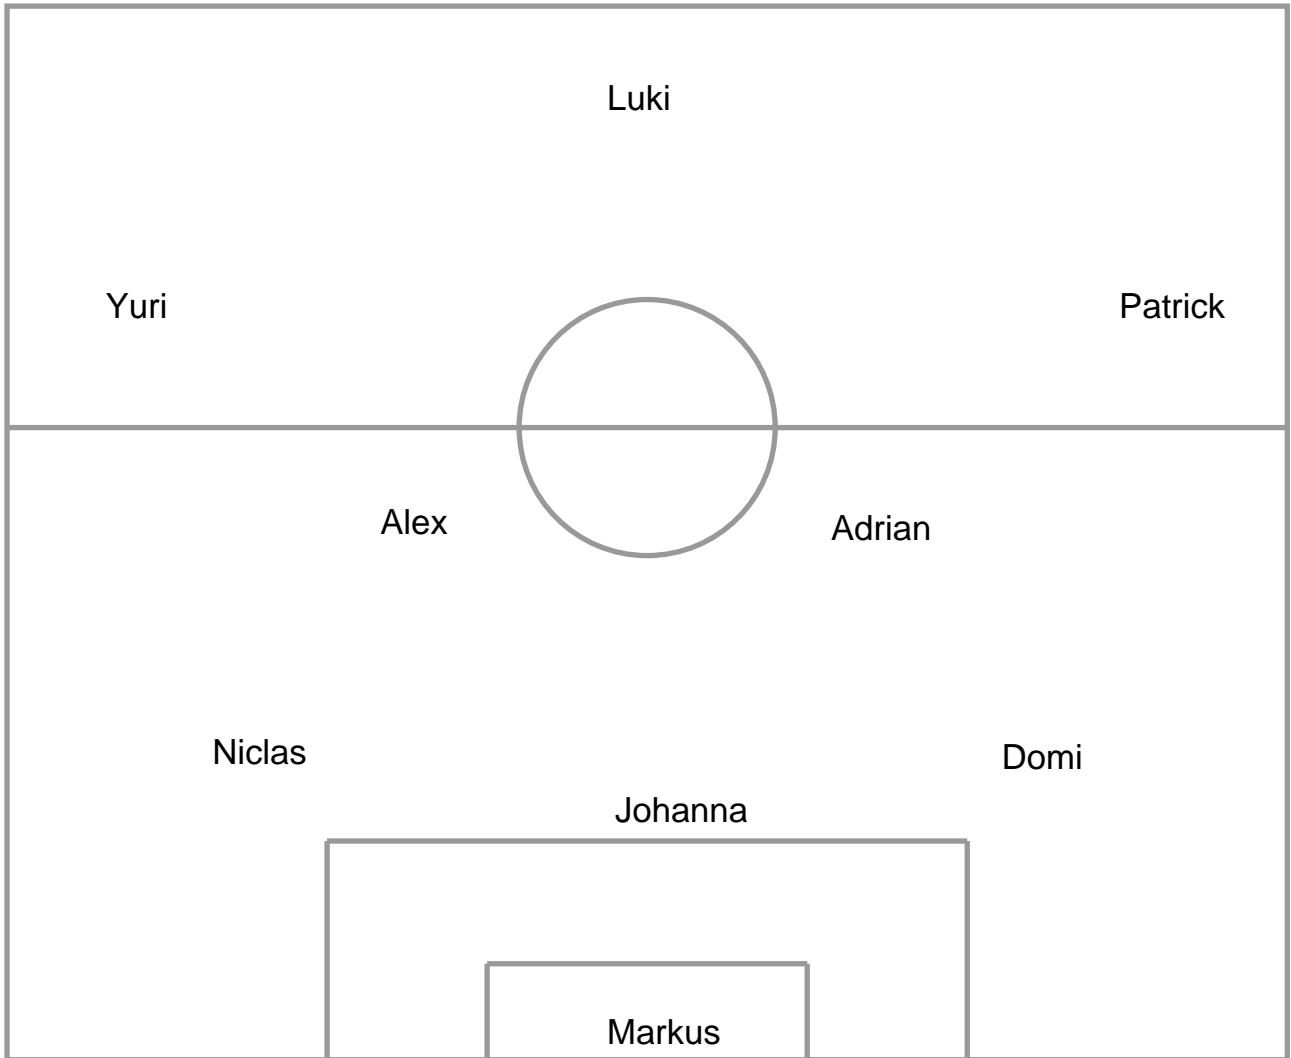 Luki
Yuri
Patrick
Alex
Adrian
Niclas
Domi
Johanna
Markus